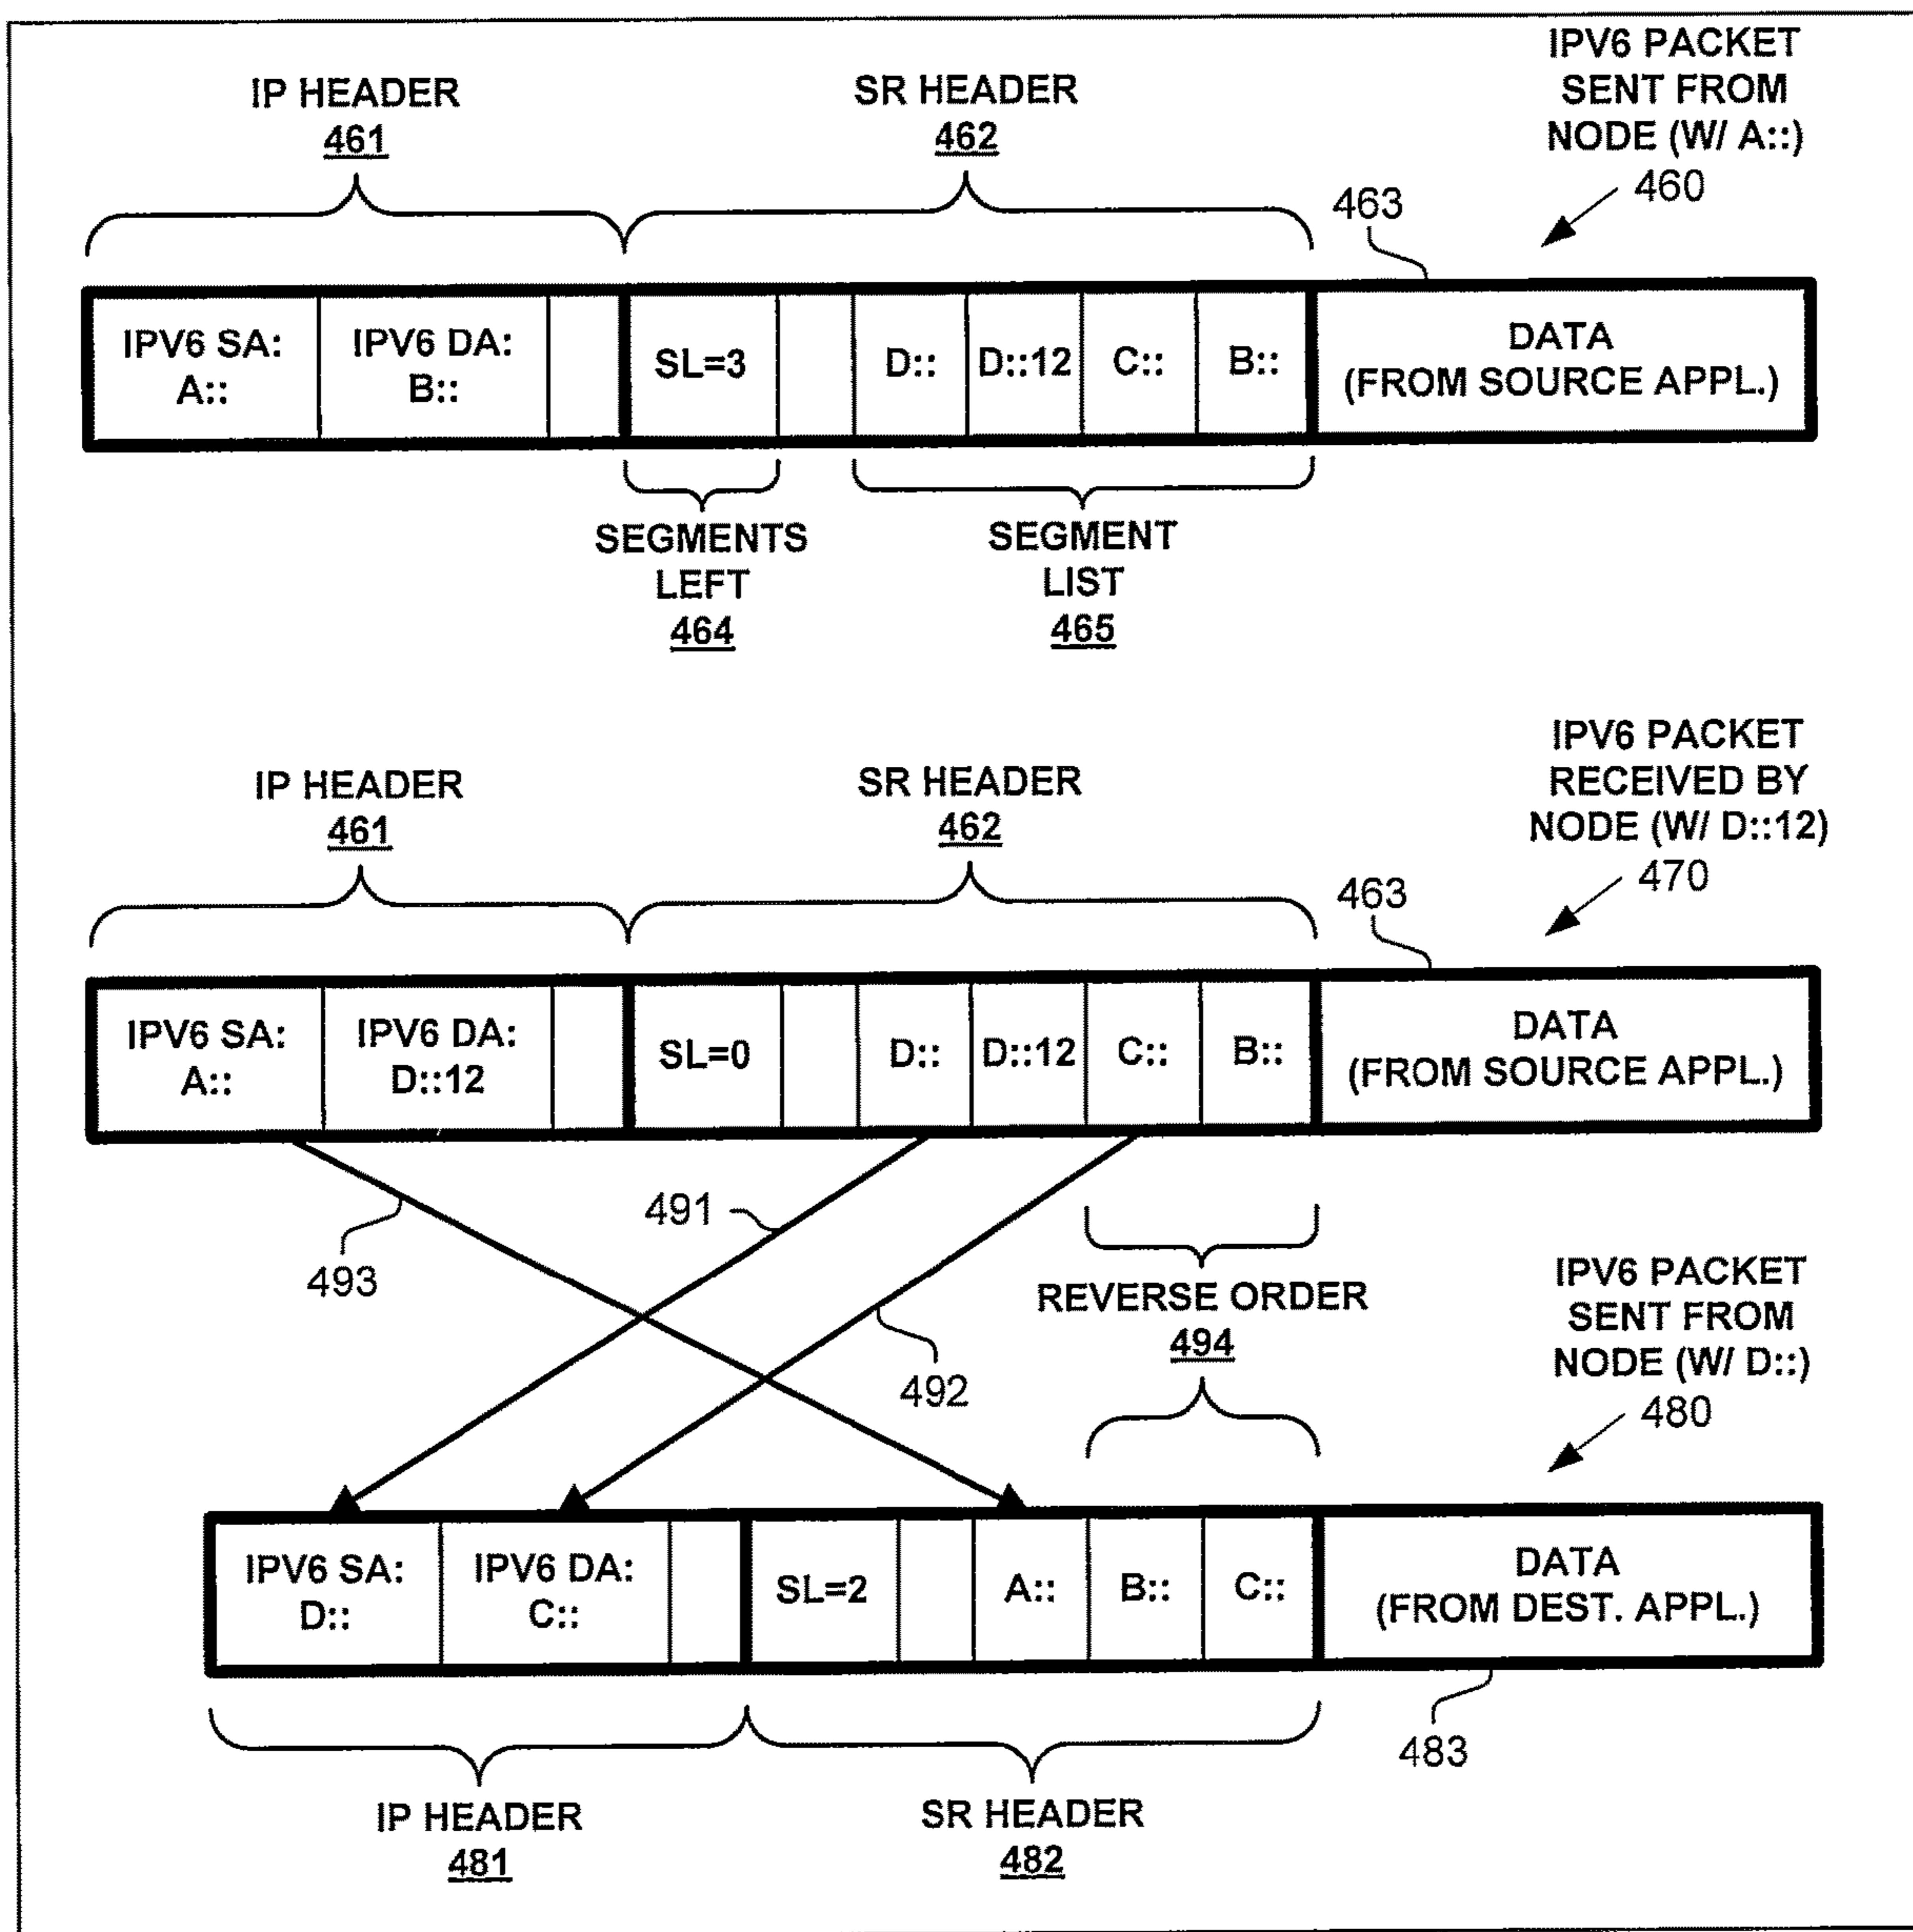 IPV6 PACKET
SENT FROM
NODE (W/ A::)
460
IP HEADER
461
SR HEADER
462
463
IPV6 SA:
A::
IPV6 DA:
B::
SL=3
D::
D::12
C::
B::
DATA
(FROM SOURCE APPL.)
SEGMENTS
LEFT
464
SEGMENT
LIST
465
IPV6 PACKET
RECEIVED BY
NODE (W/ D::12)
470
IP HEADER
461
SR HEADER
462
463
IPV6 SA:
A::
IPV6 DA:
D::12
SL=0
D::
D::12
C::
B::
DATA
(FROM SOURCE APPL.)
493
491
492
REVERSE ORDER
494
IPV6 PACKET
SENT FROM
NODE (W/ D::)
480
IPV6 SA:
D::
IPV6 DA:
C::
SL=2
A::
B::
C::
DATA
(FROM DEST. APPL.)
483
IP HEADER
481
SR HEADER
482